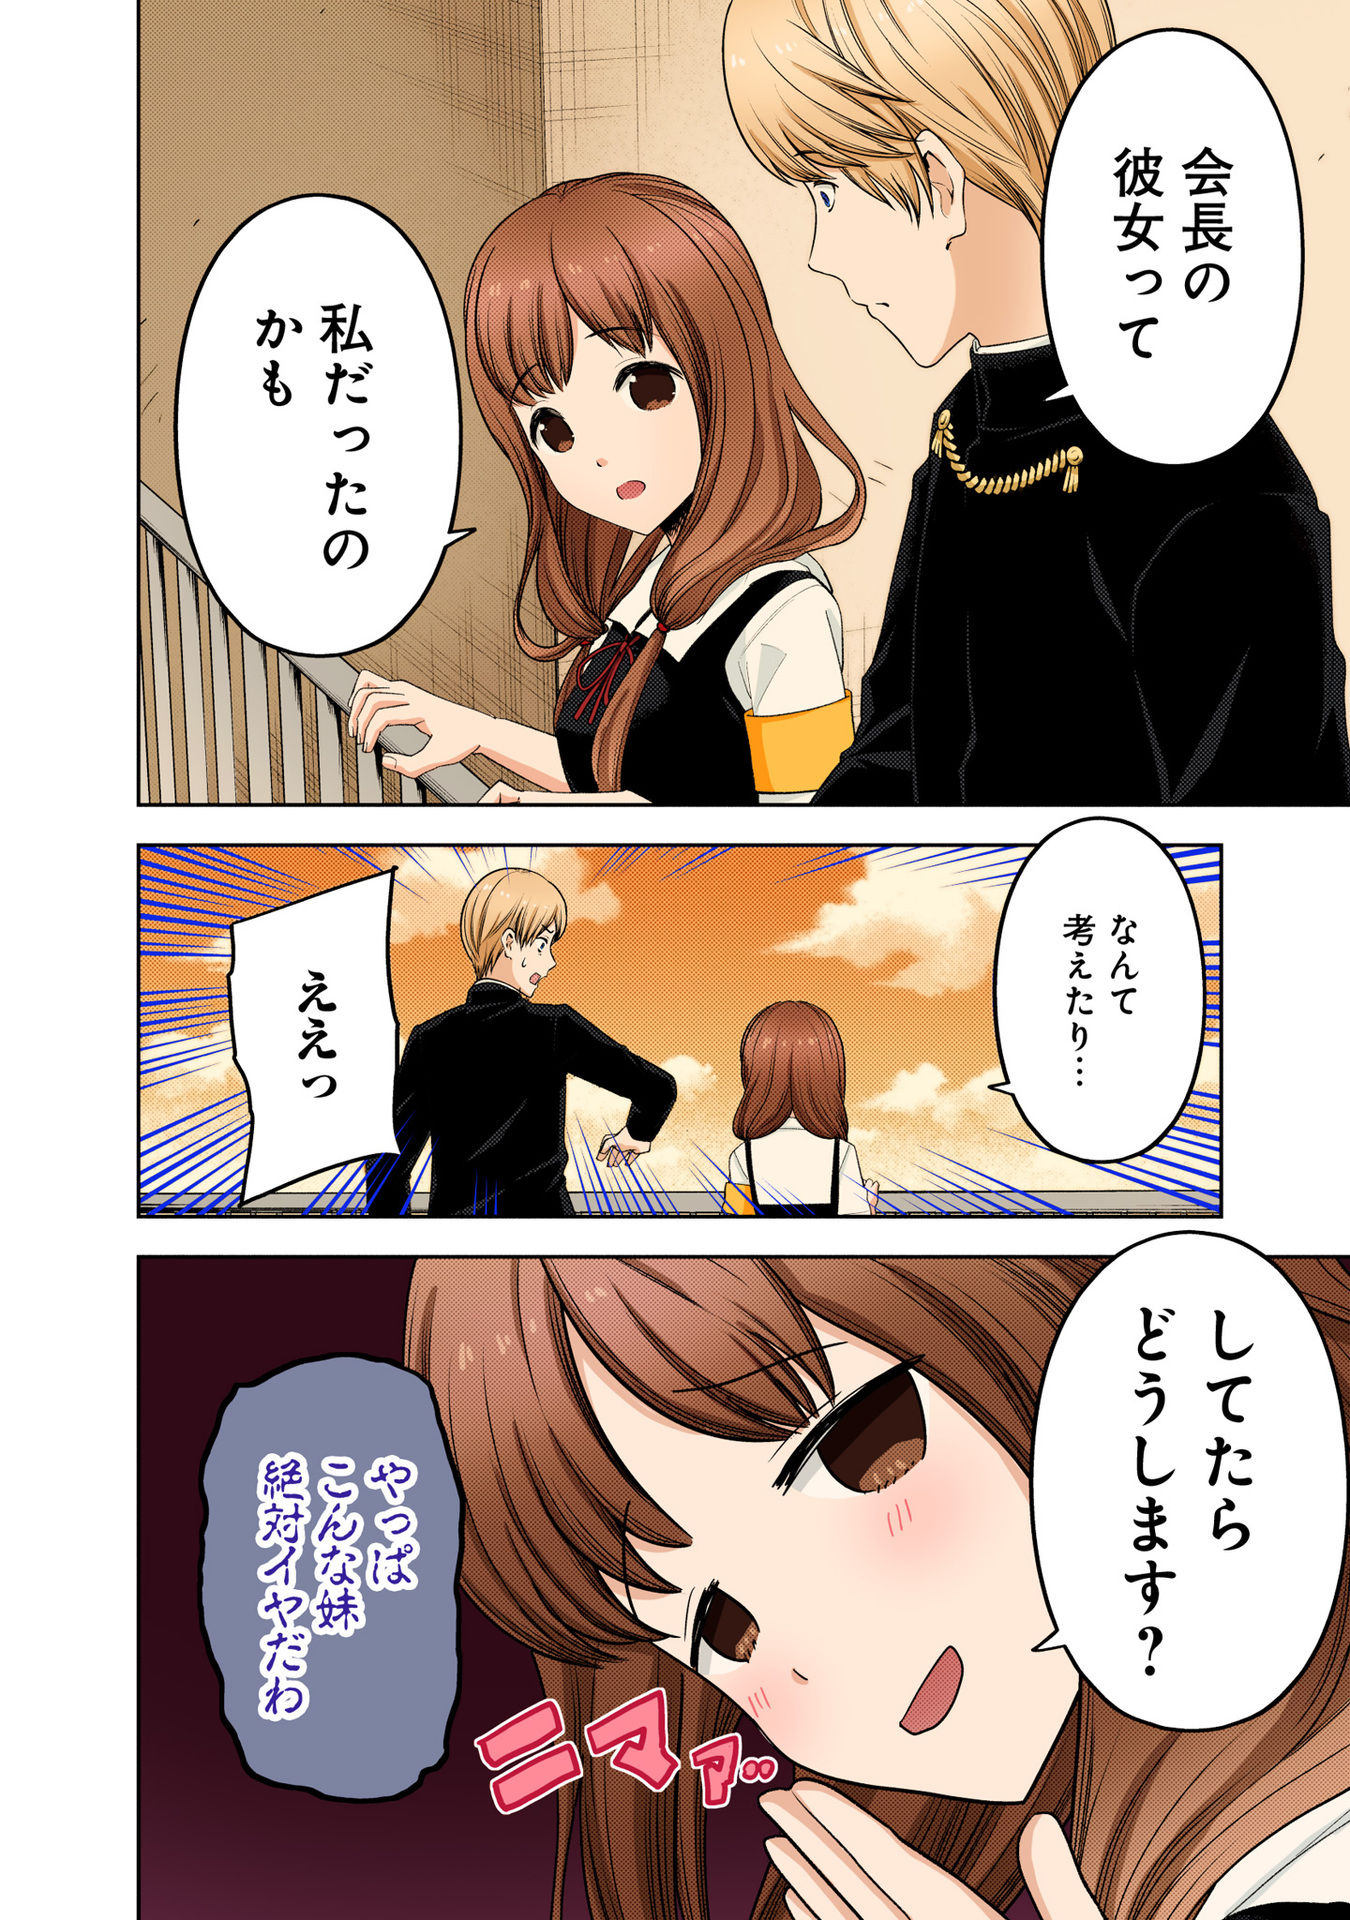 会長の
彼女って
私だったの
かも
なんて
考えたり…
ええっ
してたら
どうします?
ニマァ‥
やっぱ
こんな妹
絶対イヤだわ